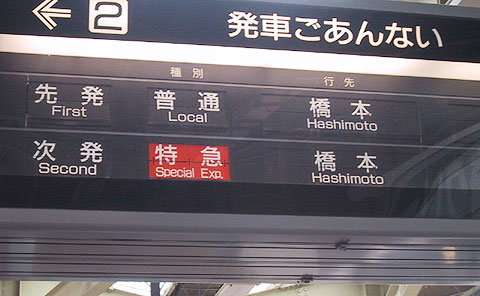 ← 2 発車ごあんない
種別 行先
先発 普通 橋本
First Local Hashimoto
次発 特急 橋本
Second Special Exp. Hashimoto